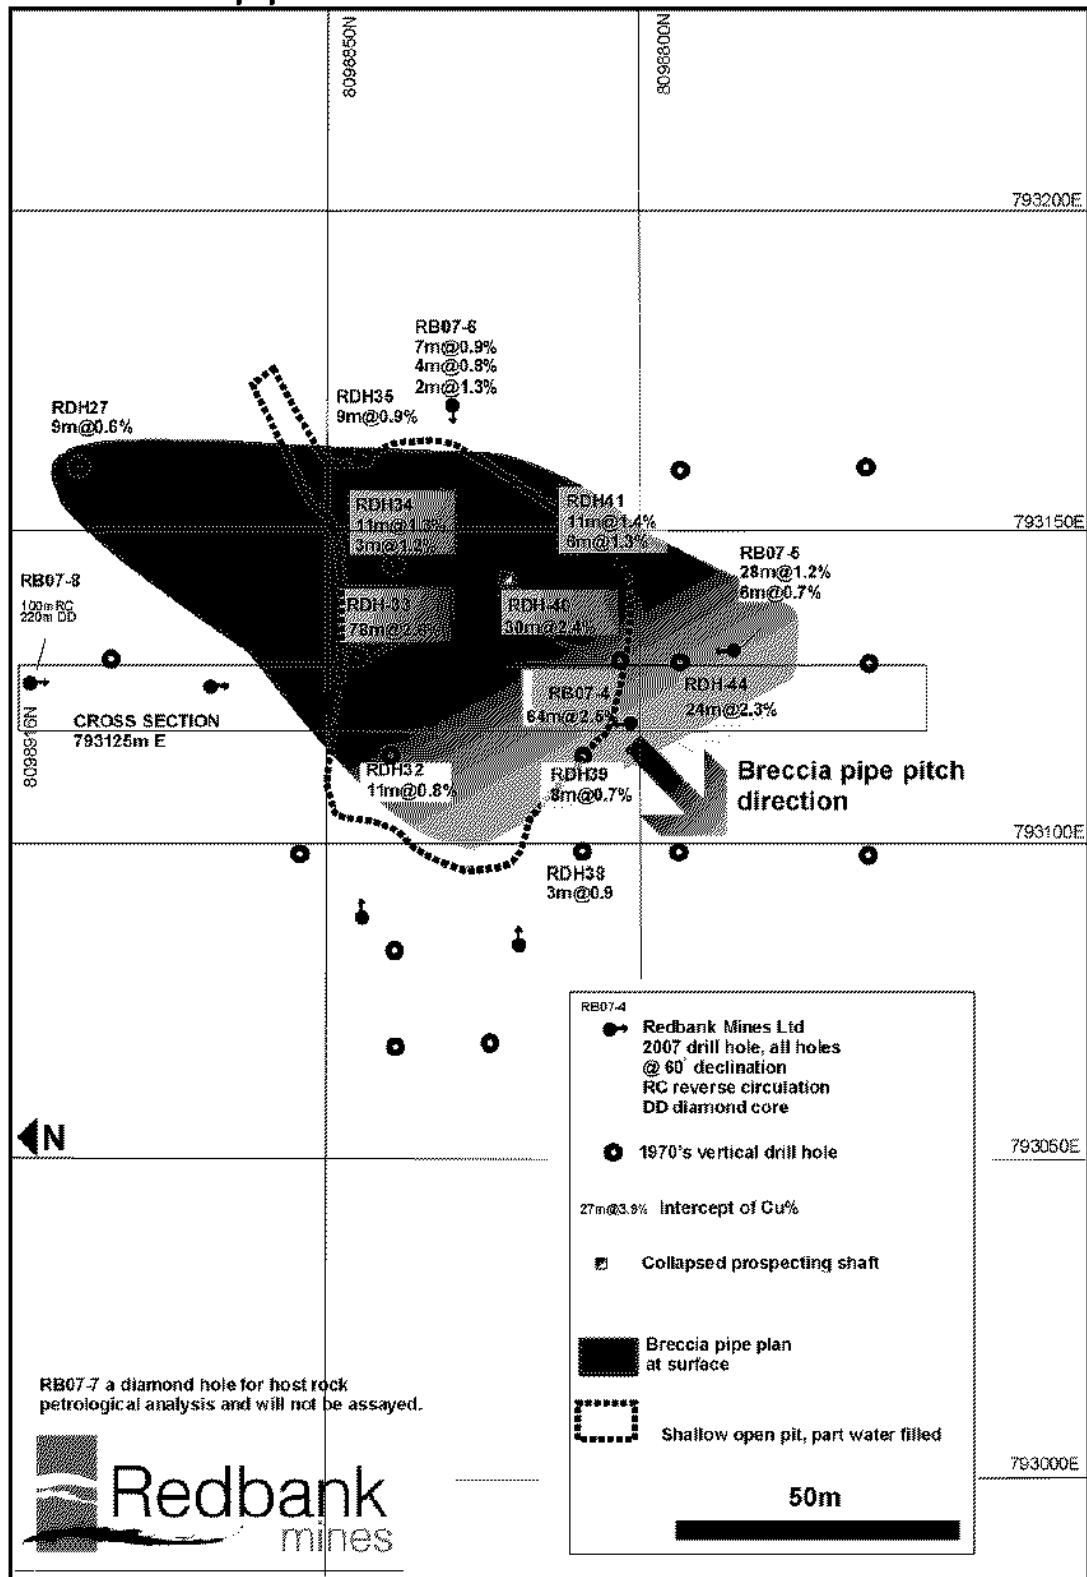 8098850N
8098800N
793200E
RB07-6
7m@0.9%
4m@0.8%
2m@1.3%
RDH35
9m@0.9%
RDH27
9m@0.6%
RDH34
11m@1.3%
3m@1.2%
RDH41
11m@1.4%
6m@1.3%
793150E
RB07-5
28m@1.2%
6m@0.7%
RB07-8
100m RC
220m DD
RDH-33
RDH-40
30m@2.4%
RB07-4
64m@2.5%
RDH-44
24m@2.3%
CROSS SECTION
793125m E
8098916N
RDH32
11m@0.8%
RDH39
8m@0.7%
Breccia pipe pitch
direction
793100E
RDH38
3m@0.9
RB07-4
Redbank Mines Ltd
2007 drill hole, all holes
@ 60° declination
RC reverse circulation
DD diamond core
N
1970's vertical drill hole
793050E
27m@3.9% Intercept of Cu%
Collapsed prospecting shaft
Breccia pipe plan
at surface
RB07-7 a diamond hole for host rock
petrological analysis and will not be assayed.
Shallow open pit, part water filled
793000E
50m
Redbank
mines